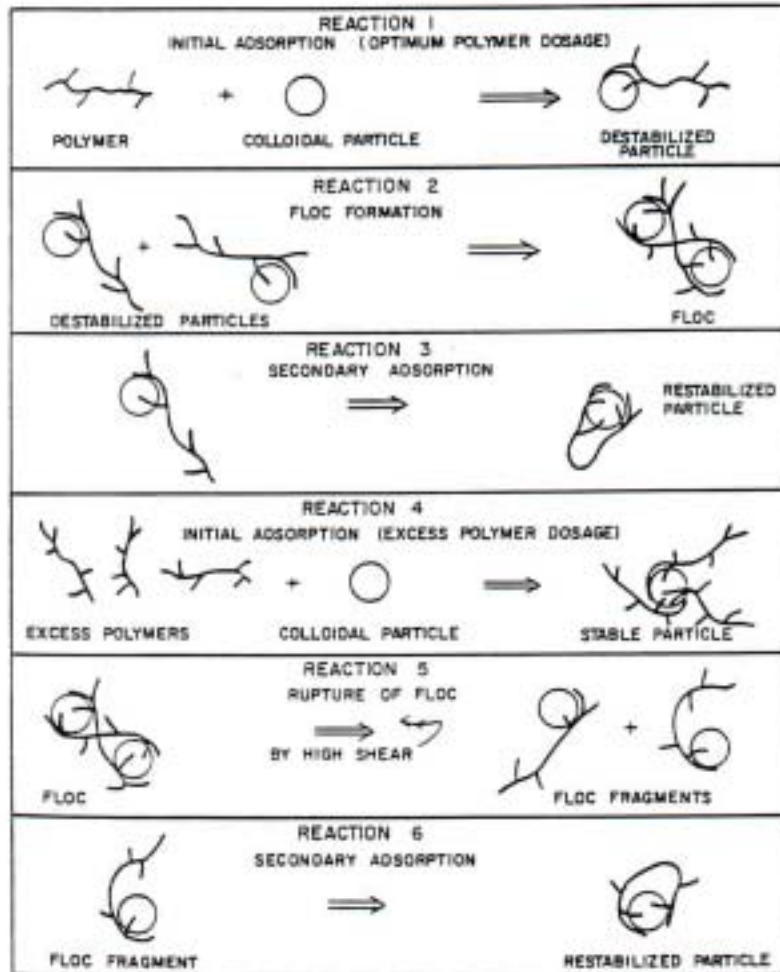 REACTION 1
INITIAL ADSORPTION (OPTIMUM POLYMER DOSAGE)
+
POLYMER
COLLOIDAL PARTICLE
DESTABILIZED
PARTICLE
REACTION 2
FLOC FORMATION
+
DESTABILIZED PARTICLES
FLOC
REACTION 3
SECONDARY ADSORPTION
RESTABILIZED
PARTICLE
REACTION 4
INITIAL ADSORPTION (EXCESS POLYMER DOSAGE)
+
EXCESS POLYMERS
COLLOIDAL PARTICLE
STABLE PARTICLE
REACTION 5
RUPTURE OF FLOC
+
BY HIGH SHEAR
FLOC
FLOC FRAGMENTS
REACTION 6
SECONDARY ADSORPTION
FLOC FRAGMENT
RESTABILIZED PARTICLE